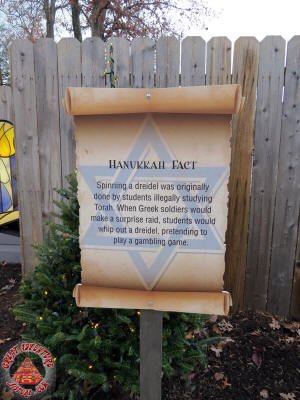 Hanukkah Fact
Spinning a dreidel was originally
done by students illegally studying
Torah. When Greek soldiers would
make a surprise raid, students would
whip out a dreidel, pretending to
play a gambling game.